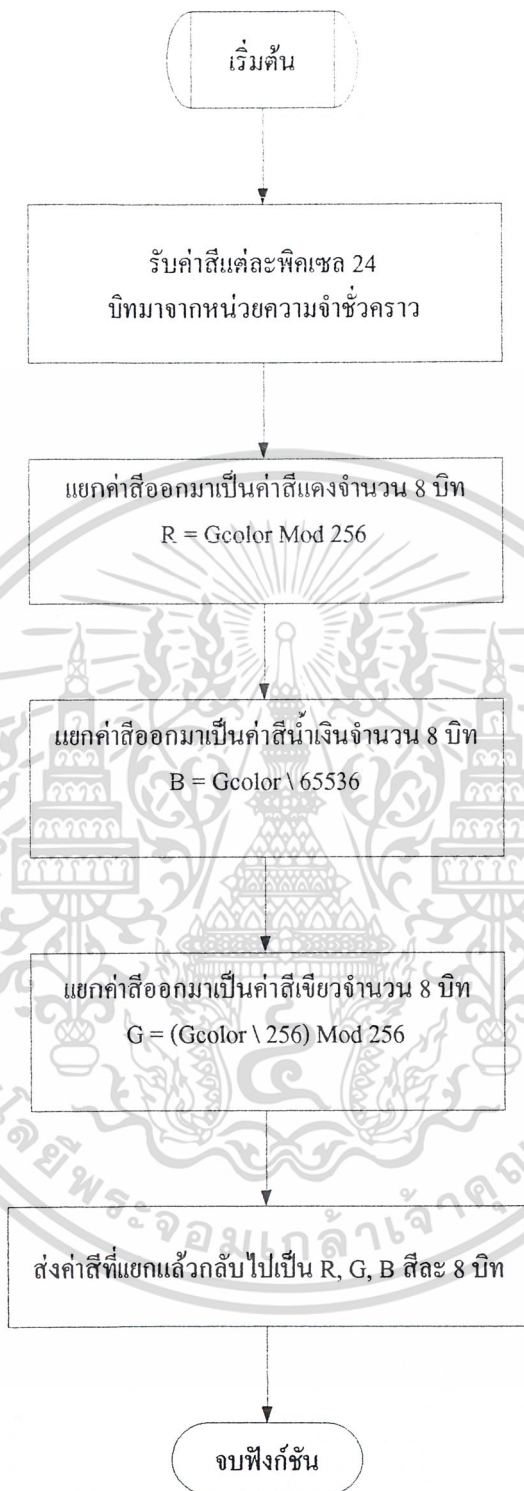 เริ่มต้น
รับค่าสีแต่ละพิคเซล 24
บิทมาจากหน่วยความจำชั่วคราว
แยกค่าสีออกมาเป็นค่าสีแดงจำนวน 8 บิท
R = Gcolor Mod 256
แยกค่าสีออกมาเป็นค่าสีน้ำเงินจำนวน 8 บิท
B = Gcolor \ 65536
แยกค่าสีออกมาเป็นค่าสีเขียวจำนวน 8 บิท
G = (Gcolor \ 256) Mod 256
ส่งค่าสีที่แยกแล้วกลับไปเป็น R, G, B สีละ 8 บิท
จบฟังก์ชัน